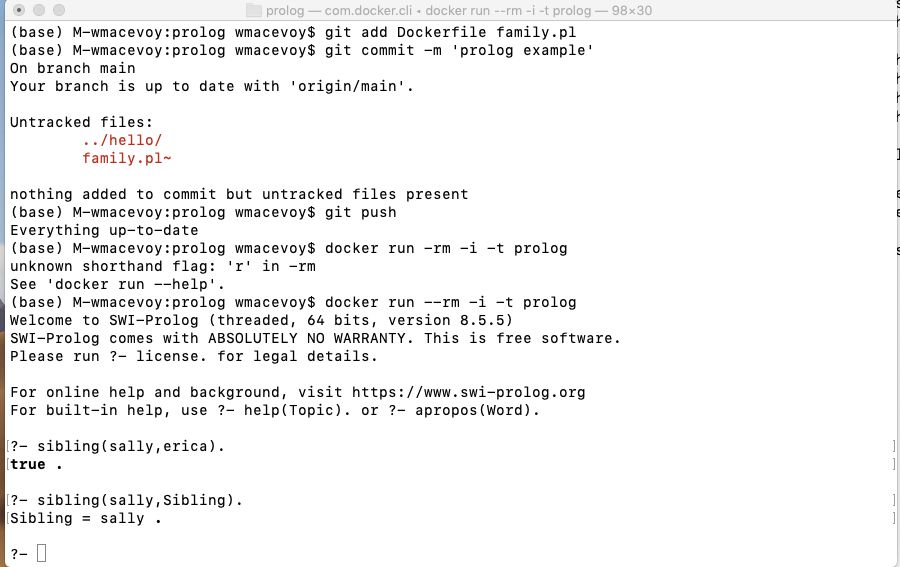 prolog — com.docker.cli • docker run --rm -i -t prolog — 98×30
(base) M-wmacevoy:prolog wmacevoy$ git add Dockerfile family.pl
(base) M-wmacevoy:prolog wmacevoy$ git commit -m 'prolog example'
On branch main
Your branch is up to date with 'origin/main'.

Untracked files:
        ../hello/
        family.pl~

nothing added to commit but untracked files present
(base) M-wmacevoy:prolog wmacevoy$ git push
Everything up-to-date
(base) M-wmacevoy:prolog wmacevoy$ docker run -rm -i -t prolog
unknown shorthand flag: 'r' in -rm
See 'docker run --help'.
(base) M-wmacevoy:prolog wmacevoy$ docker run --rm -i -t prolog
Welcome to SWI-Prolog (threaded, 64 bits, version 8.5.5)
SWI-Prolog comes with ABSOLUTELY NO WARRANTY. This is free software.
Please run ?- license. for legal details.

For online help and background, visit https://www.swi-prolog.org
For built-in help, use ?- help(Topic). or ?- apropos(Word).

[?- sibling(sally,erica). ]
[true . ]

[?- sibling(sally,Sibling). ]
[Sibling = sally . ]

?-